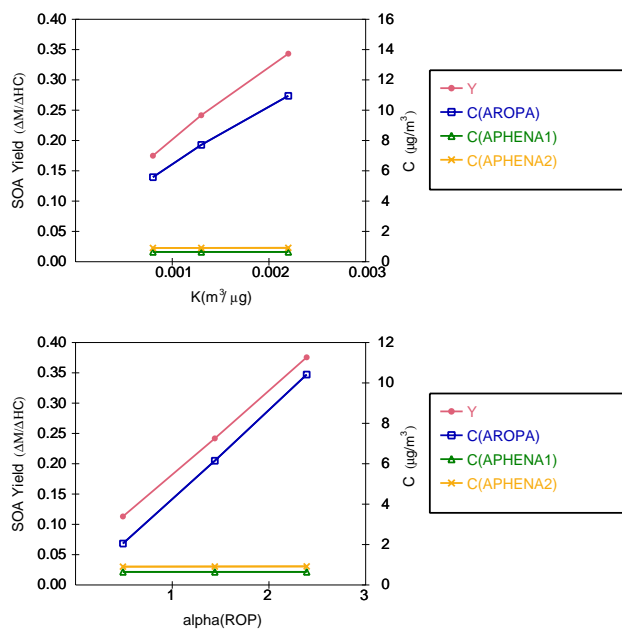 0.40
0.35
0.30
0.25
0.20
0.15
0.10
0.05
0.00
SOA Yield (ΔM/ΔHC)
16
14
12
10
8
6
4
2
0
C (μg/m³)
0.001 0.002 0.003
K(m³/ μg)
Y
C(AROPA)
C(APHENA1)
C(APHENA2)
0.40
0.35
0.30
0.25
0.20
0.15
0.10
0.05
0.00
SOA Yield (ΔM/ΔHC)
12
10
8
6
4
2
0
C (μg/m³)
1 2 3
alpha(ROP)
Y
C(AROPA)
C(APHENA1)
C(APHENA2)